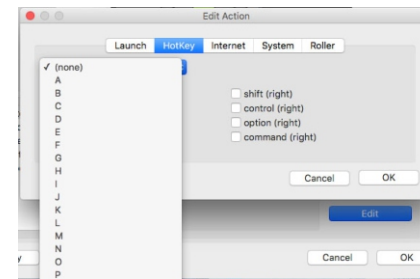 Edit Action
Launch HotKey Internet System Roller
✓ (none)
A
B
C
D
E
F
G
H
I
J
K
L
M
N
O
P
shift (right)
control (right)
option (right)
command (right)
Cancel OK
Edit
Cancel OK